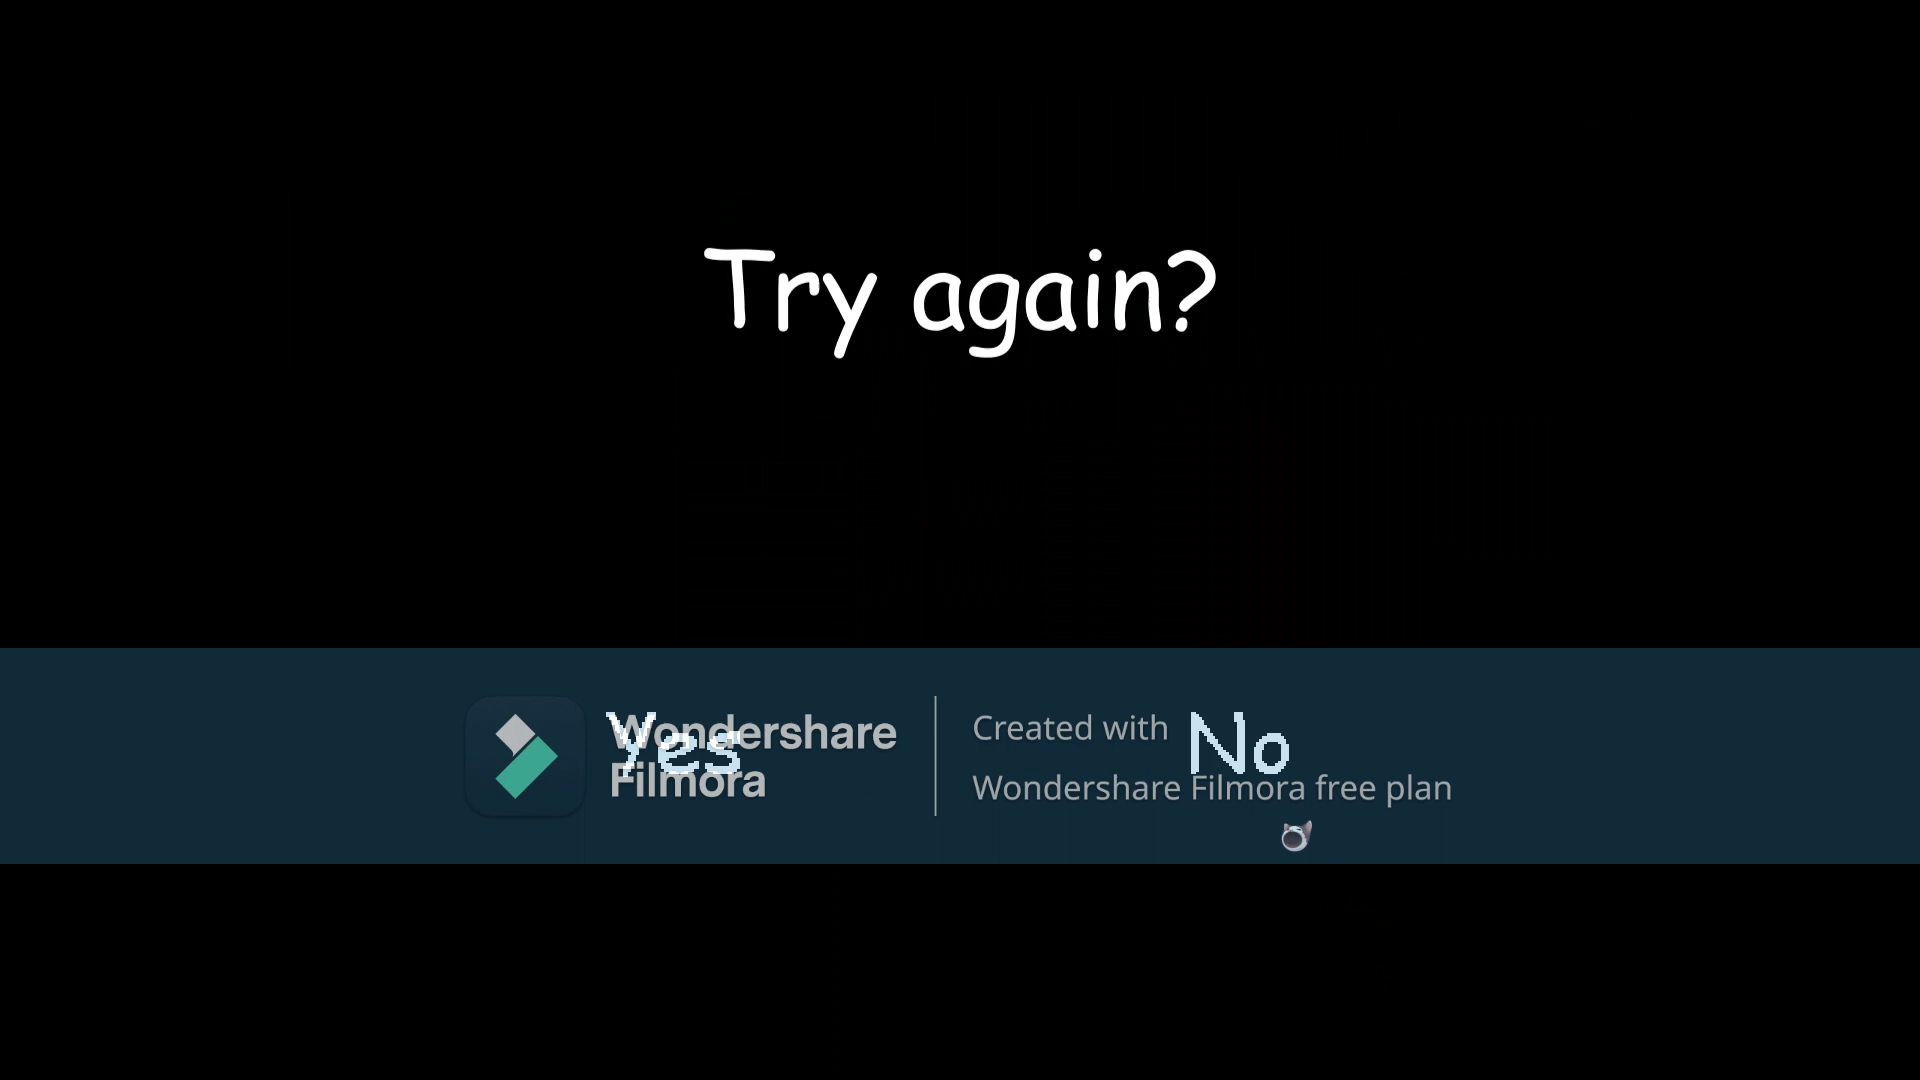 Try again?
Yes
No
Wondershare
Filmora
Created with
Wondershare Filmora free plan